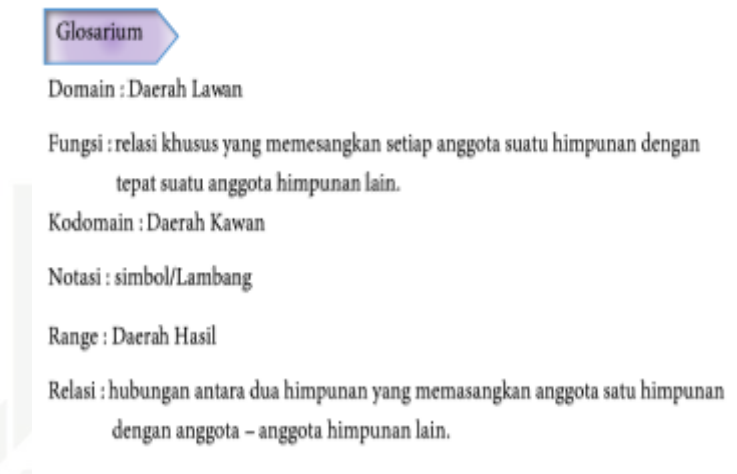 Glosarium
Domain : Daerah Lawan
Fungsi : relasi khusus yang memesangkan setiap anggota suatu himpunan dengan
tepat suatu anggota himpunan lain.
Kodomain : Daerah Kawan
Notasi : simbol/Lambang
Range : Daerah Hasil
Relasi : hubungan antara dua himpunan yang memasangkan anggota satu himpunan
dengan anggota – anggota himpunan lain.